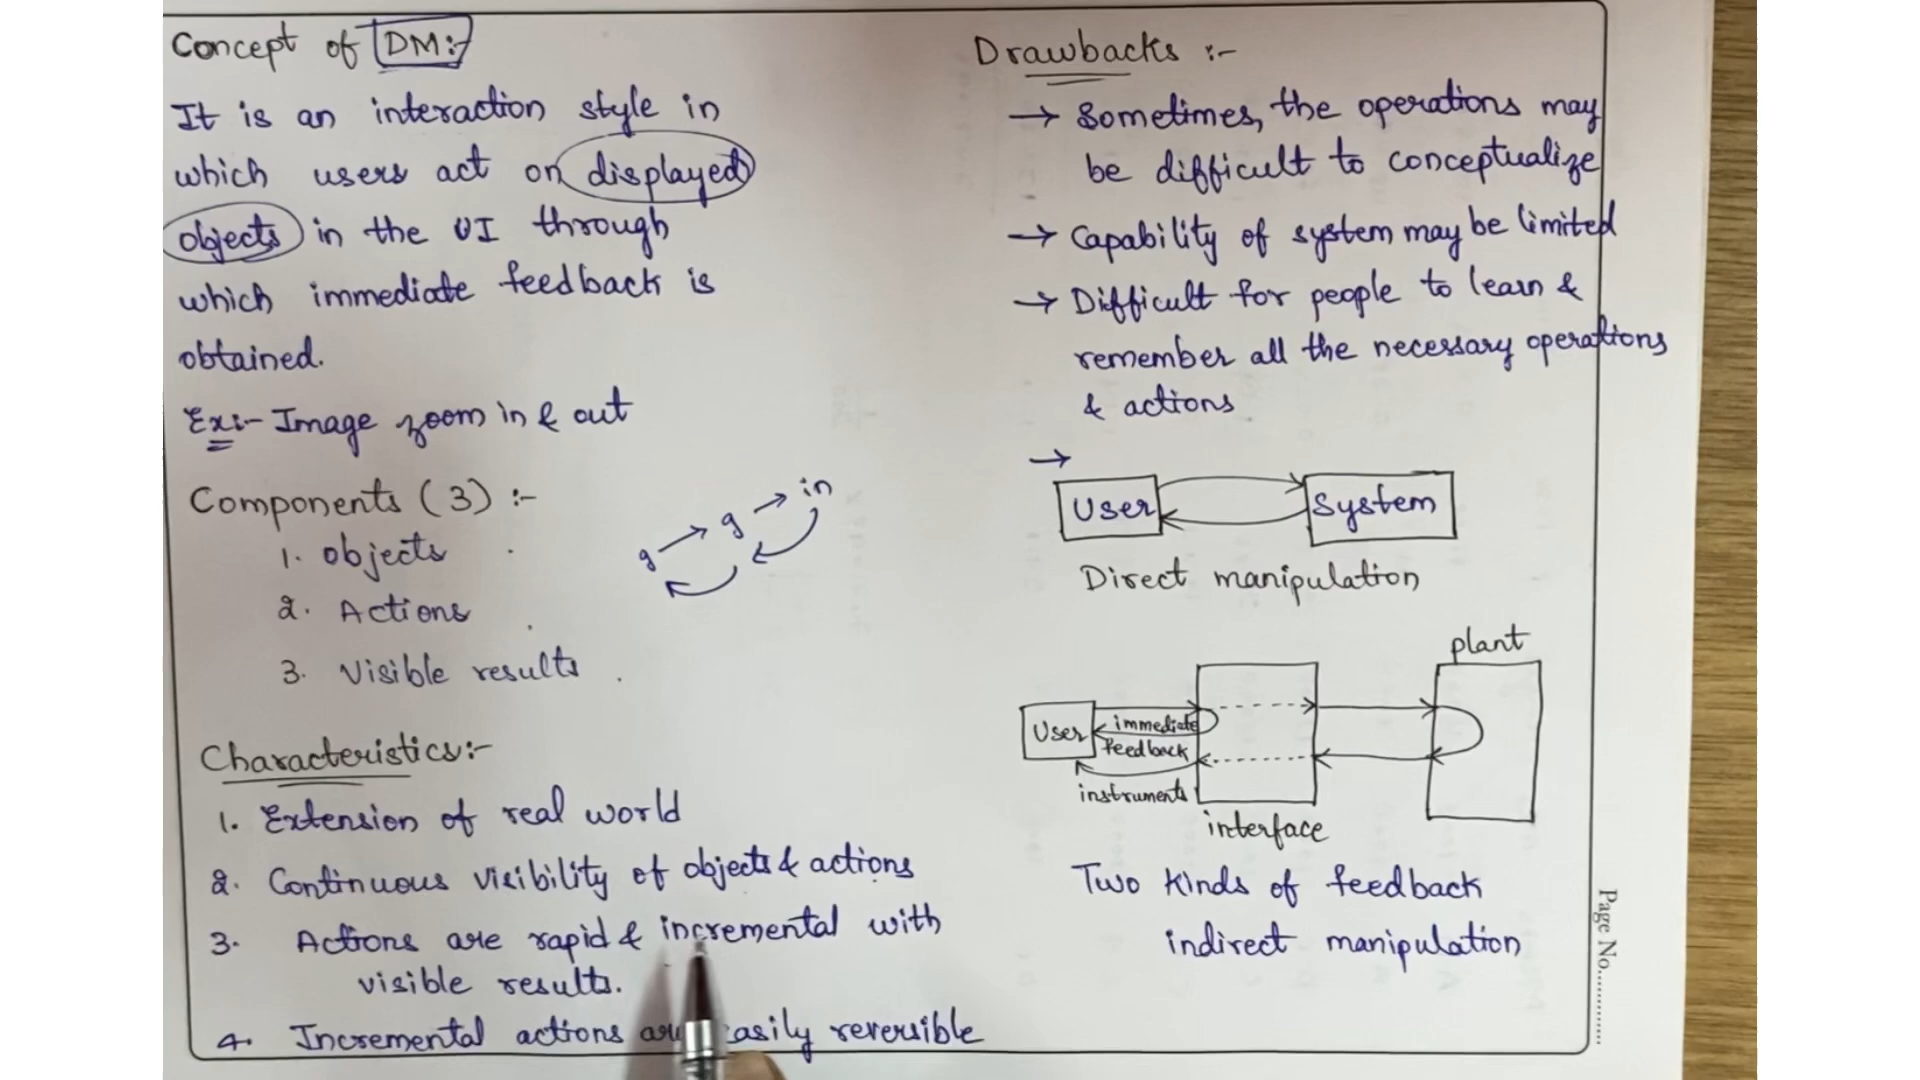 Concept of DM:-
It is an interaction style in
which users act on displayed
objects in the UI through
which immediate feedback is
obtained.
Ex:- Image zoom in & out
Components (3) :-
1. Objects
2. Actions
3. Visible results
g → g → in
Characteristics:-
1. Extension of real world
2. Continuous visibility of objects & actions
3. Actions are rapid & incremental with
visible results.
4. Incremental actions are easily reversible
Drawbacks :-
→ Sometimes, the operations may
be difficult to conceptualize
→ Capability of system may be limited
→ Difficult for people to learn &
remember all the necessary operations
& actions
→
User System
Direct manipulation
plant
User immediate
feedback
instruments
interface
Two kinds of feedback
indirect manipulation
Page No............